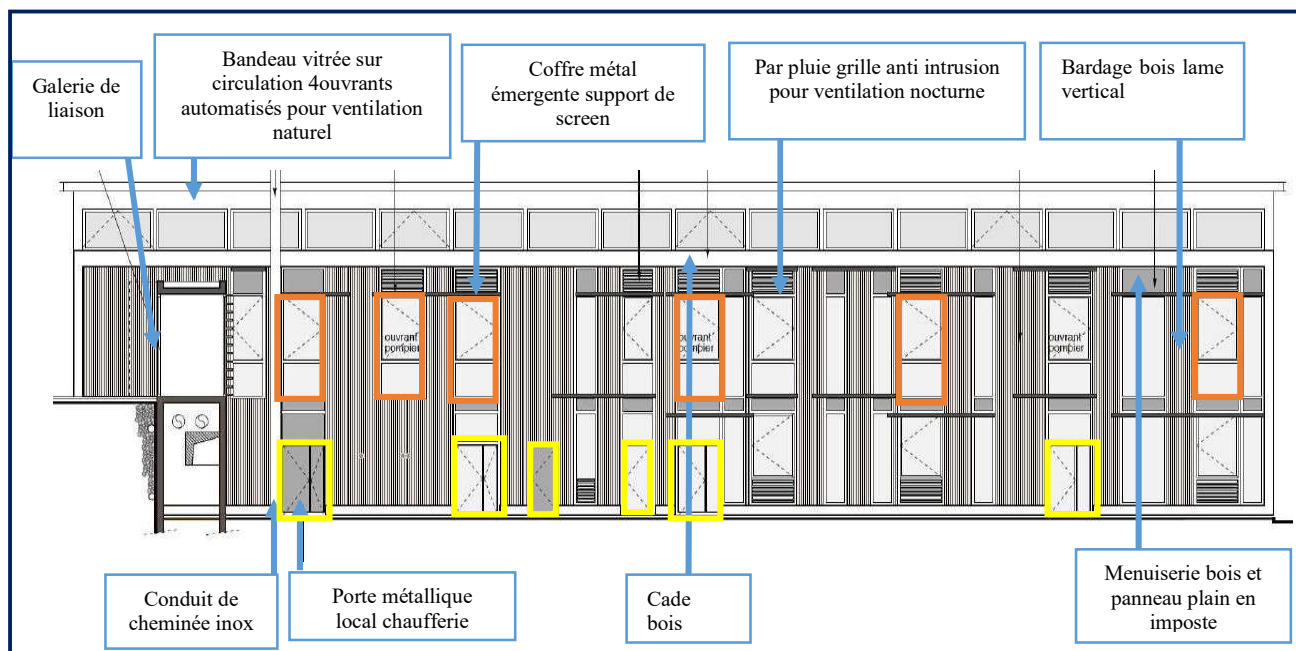 Galerie de
liaison
Bandeau vitrée sur
circulation 4ouvrants
automatisés pour ventilation
naturel
Coffre métal
émergente support de
screen
Par pluie grille anti intrusion
pour ventilation nocturne
Bardage bois lame
vertical
ouvrant
pompier
ouvrant
pompier
ouvrant
pompier
Conduit de
cheminée inox
Porte métallique
local chaufferie
Cade
bois
Menuiserie bois et
panneau plain en
imposte